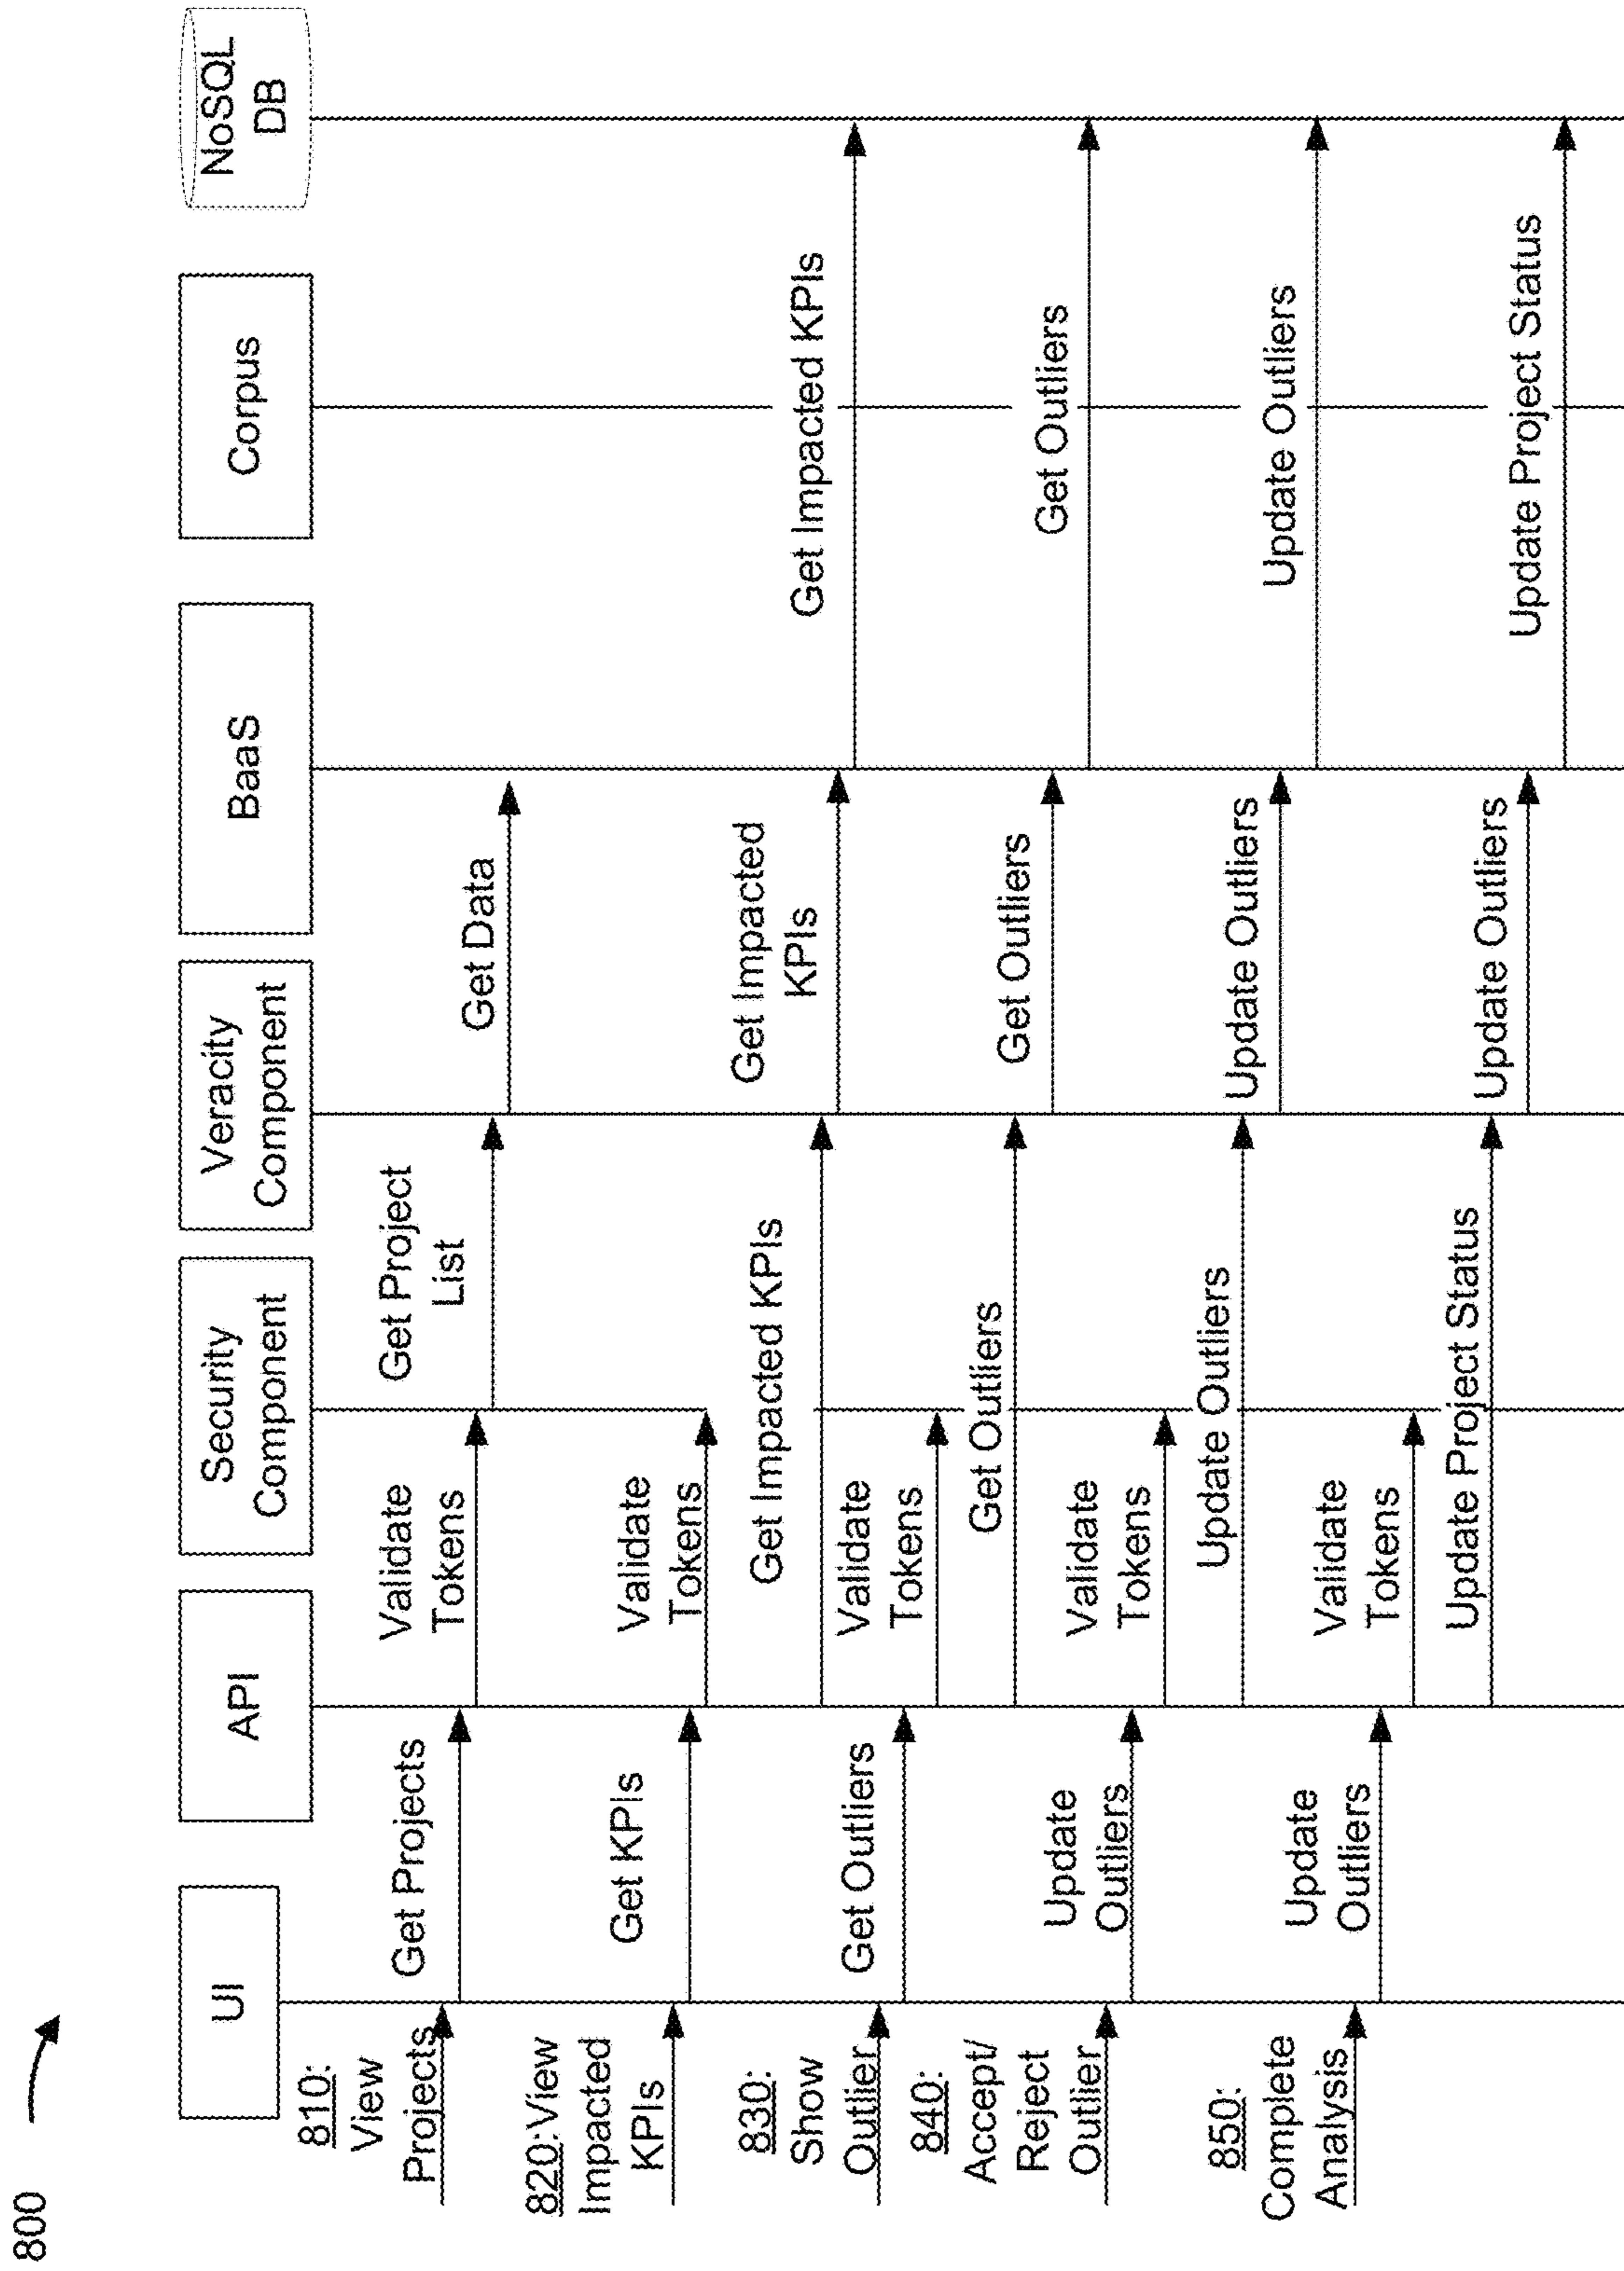 800
UI
API
Security
Component
Veracity
Component
BaaS
Corpus
NoSQL
DB
810:
View
Projects
Get Projects
Validate
Tokens
Get Project
List
Get Data
820:View
Impacted
KPIs
Get KPIs
Validate
Tokens
Get Impacted KPIs
Get Impacted
KPIs
Get Impacted KPIs
830:
Show
Outlier
Get Outliers
Validate
Tokens
Get Outliers
Get Outliers
Get Outliers
840:
Accept/
Reject
Outlier
Update
Outliers
Validate
Tokens
Update Outliers
Update Outliers
Update Outliers
850:
Complete
Analysis
Update
Outliers
Validate
Tokens
Update Project Status
Update Outliers
Update Project Status